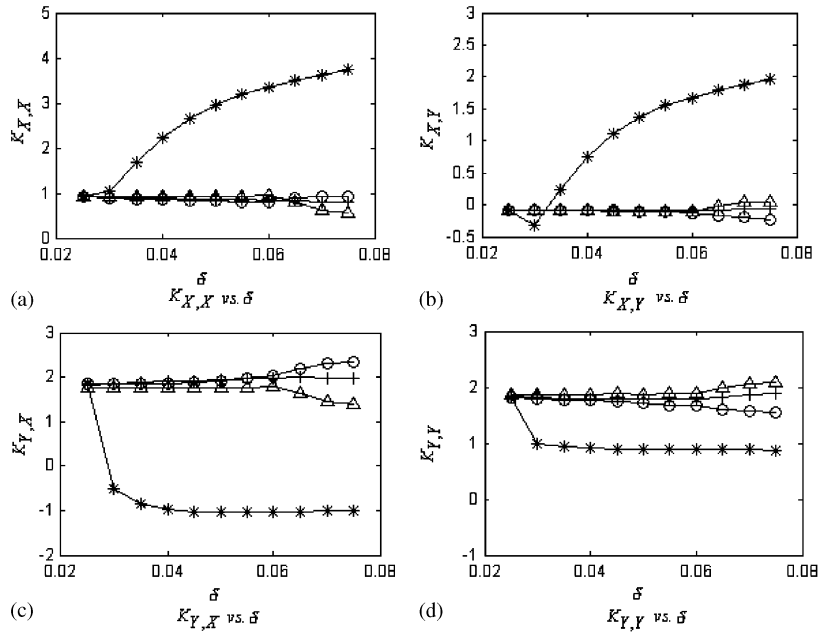 5
4
3
2
1
0
K_{X,X}
0.02
0.04
0.06
0.08
δ
(a)
K_{X,X} vs. δ
3
2.5
2
1.5
1
0.5
0
-0.5
K_{X,Y}
0.02
0.04
0.06
0.08
δ
(b)
K_{X,Y} vs. δ
3
2
1
0
-1
-2
K_{Y,X}
0.02
0.04
0.06
0.08
δ
(c)
K_{Y,X} vs. δ
3
2
1
0
-1
K_{Y,Y}
0.02
0.04
0.06
0.08
δ
(d)
K_{Y,Y} vs. δ